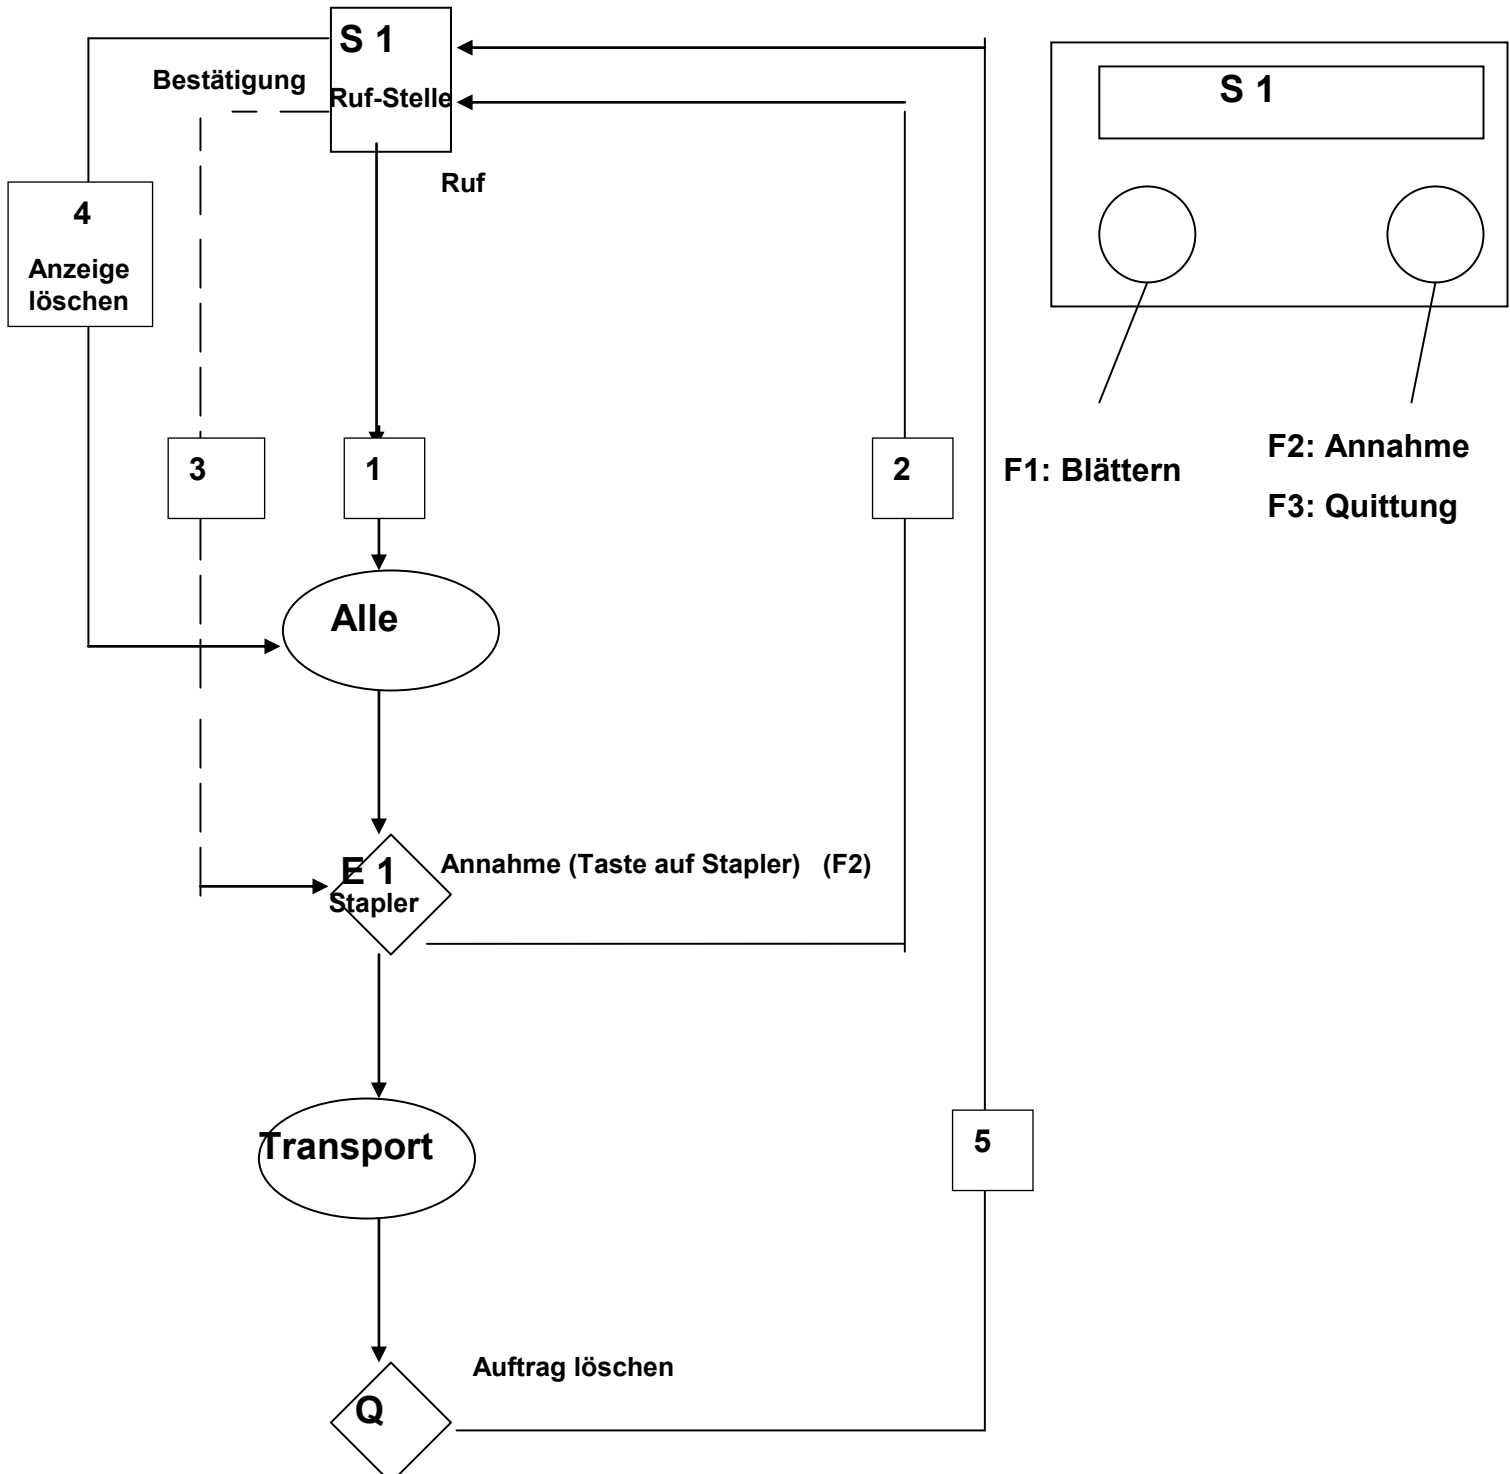 S 1
S 1
Bestätigung
Ruf-Stelle
Ruf
4
Anzeige
löschen
3
1
2
F1: Blättern
F2: Annahme
F3: Quittung
Alle
E 1
Stapler
Annahme (Taste auf Stapler) (F2)
Transport
5
Auftrag löschen
Q